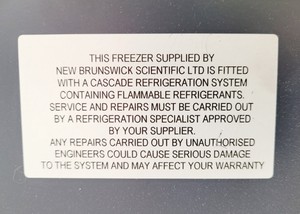 THIS FREEZER SUPPLIED BY
NEW BRUNSWICK SCIENTIFIC LTD IS FITTED
WITH A CASCADE REFRIGERATION SYSTEM
CONTAINING FLAMMABLE REFRIGERANTS.
SERVICE AND REPAIRS MUST BE CARRIED OUT
BY A REFRIGERATION SPECIALIST APPROVED
BY YOUR SUPPLIER.
ANY REPAIRS CARRIED OUT BY UNAUTHORISED
ENGINEERS COULD CAUSE SERIOUS DAMAGE
TO THE SYSTEM AND MAY AFFECT YOUR WARRANTY